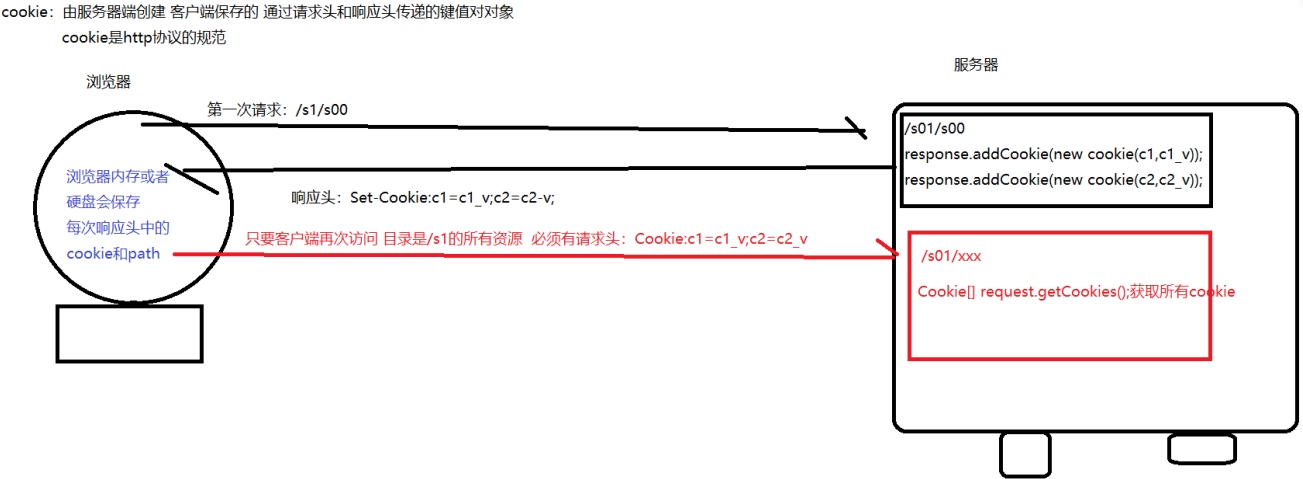 cookie：由服务器端创建 客户端保存的 通过请求头和响应头传递的键值对对象
cookie是http协议的规范
浏览器
服务器
第一次请求：/s1/s00
/s01/s00
response.addCookie(new cookie(c1,c1_v));
response.addCookie(new cookie(c2,c2_v));
浏览器内存或者
硬盘会保存
每次响应头中的
cookie和path
响应头：Set-Cookie:c1=c1_v;c2=c2-v;
只要客户端再次访问 目录是/s1的所有资源 必须有请求头：Cookie:c1=c1_v;c2=c2_v
/s01/xxx
Cookie[] request.getCookies();获取所有cookie